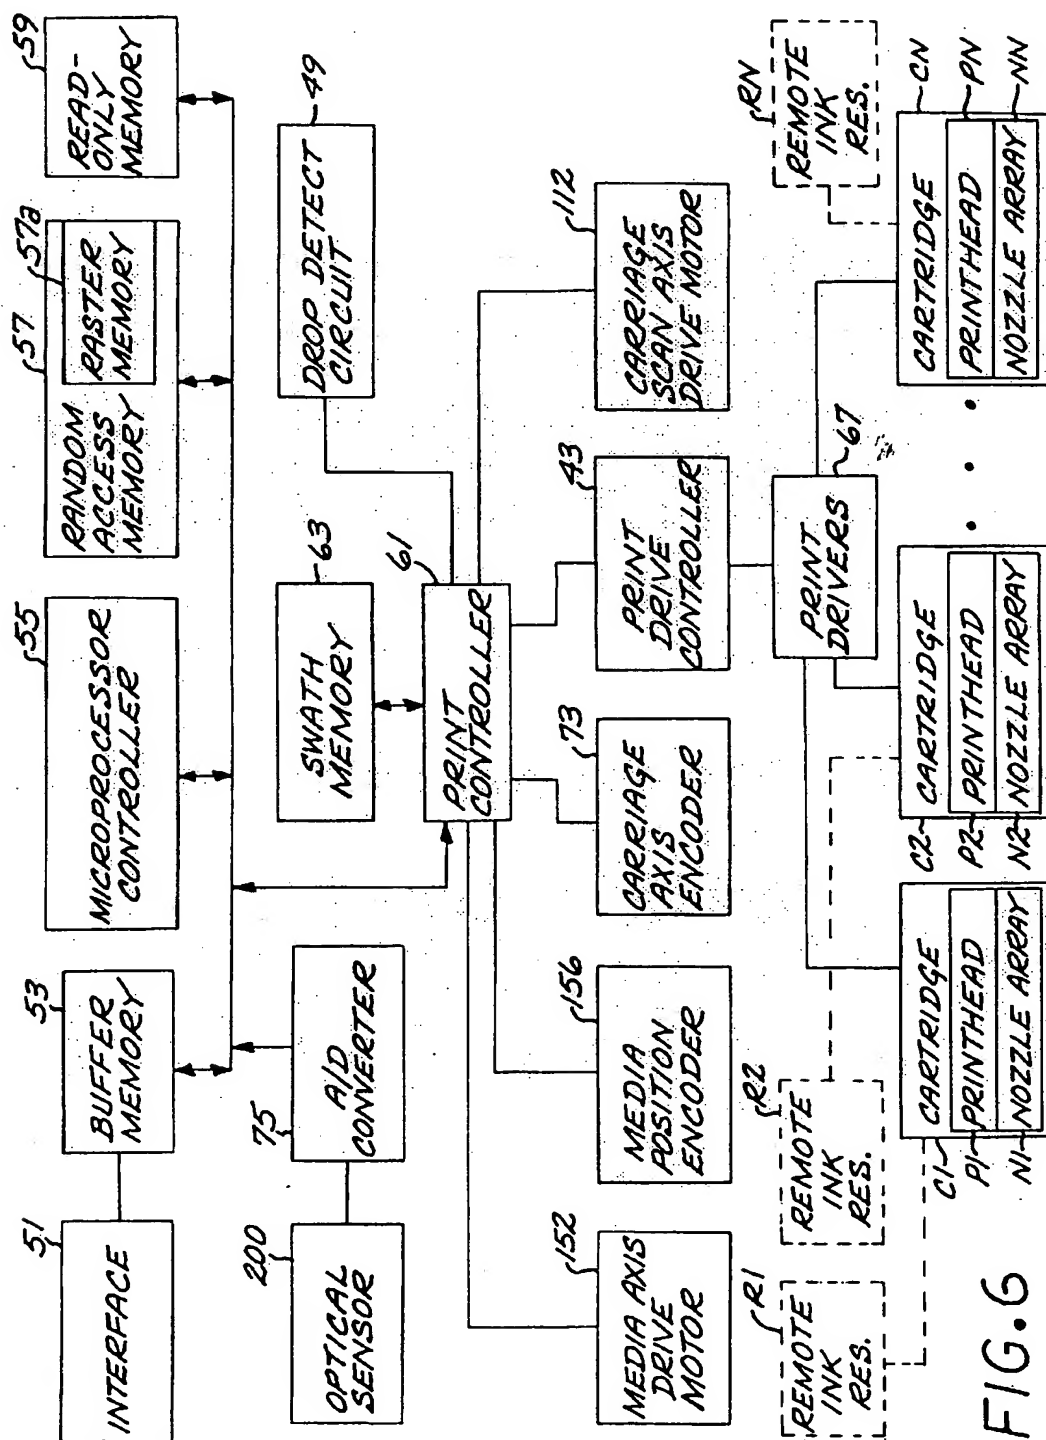 51
INTERFACE
53
BUFFER
MEMORY
55
MICROPROCESSOR
CONTROLLER
57
RANDOM
ACCESS
MEMORY
57a
RASTER
MEMORY
59
READ-
ONLY
MEMORY
200
OPTICAL
SENSOR
75
A/D
CONVERTER
63
SWATH
MEMORY
49
DROP DETECT
CIRCUIT
61
PRINT
CONTROLLER
152
MEDIA AXIS
DRIVE
MOTOR
156
MEDIA
POSITION
ENCODER
73
CARRIAGE
AXIS
ENCODER
43
PRINT
DRIVE
CONTROLLER
112
CARRIAGE
SCAN AXIS
DRIVE MOTOR
R1
REMOTE
INK
RES.
R2
REMOTE
INK
RES.
67
PRINT
DRIVERS
RN
REMOTE
INK
RES.
C1
CARTRIDGE
P1
PRINTHEAD
N1
NOZZLE ARRAY
C2
CARTRIDGE
P2
PRINTHEAD
N2
NOZZLE ARRAY
CARTRIDGE
CN
PRINTHEAD
PN
NOZZLE ARRAY
NN
FIG.6